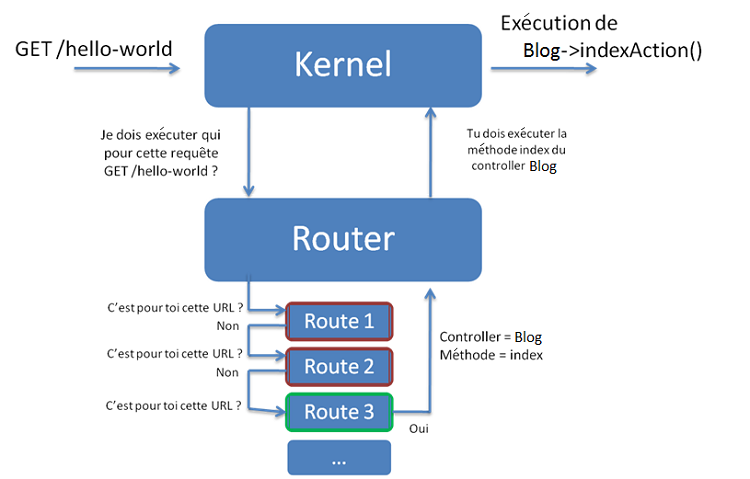 GET /hello-world
Kernel
Exécution de
Blog->indexAction()
Je dois exécuter qui
pour cette requête
GET /hello-world ?
Tu dois exécuter la
méthode index du
controller Blog
Router
C'est pour toi cette URL ?
Route 1
Non
C'est pour toi cette URL ?
Route 2
Non
C'est pour toi cette URL ?
Route 3
Oui
Controller = Blog
Méthode = index
...